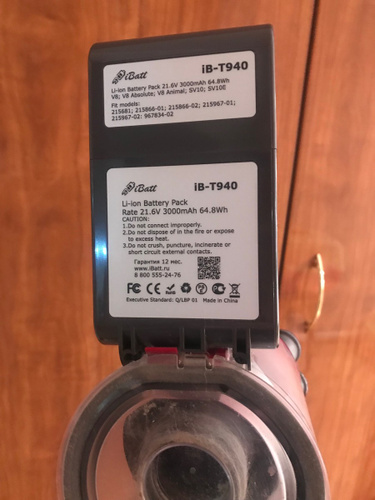 iBatt
iB-T940
Li-ion Battery Pack 21.6V 3000mAh 64.8Wh
V8; V8 Absolute; V8 Animal; SV10; SV10E
Fit models:
215681; 215866-01; 215866-02; 215967-01;
215967-02; 967834-02
iBatt
iB-T940
Li-ion Battery Pack
Rate 21.6V 3000mAh 64.8Wh
CAUTION:
1.Do not connect improperly.
2.Do not dispose of in the fire or expose
to excess heat.
3.Do not crush, puncture, incinerate or
short circuit external contacts.
Гарантия 12 мес.
www.iBatt.ru
8 800 555-24-76
Executive Standard: Q/LBP 01 Made in China